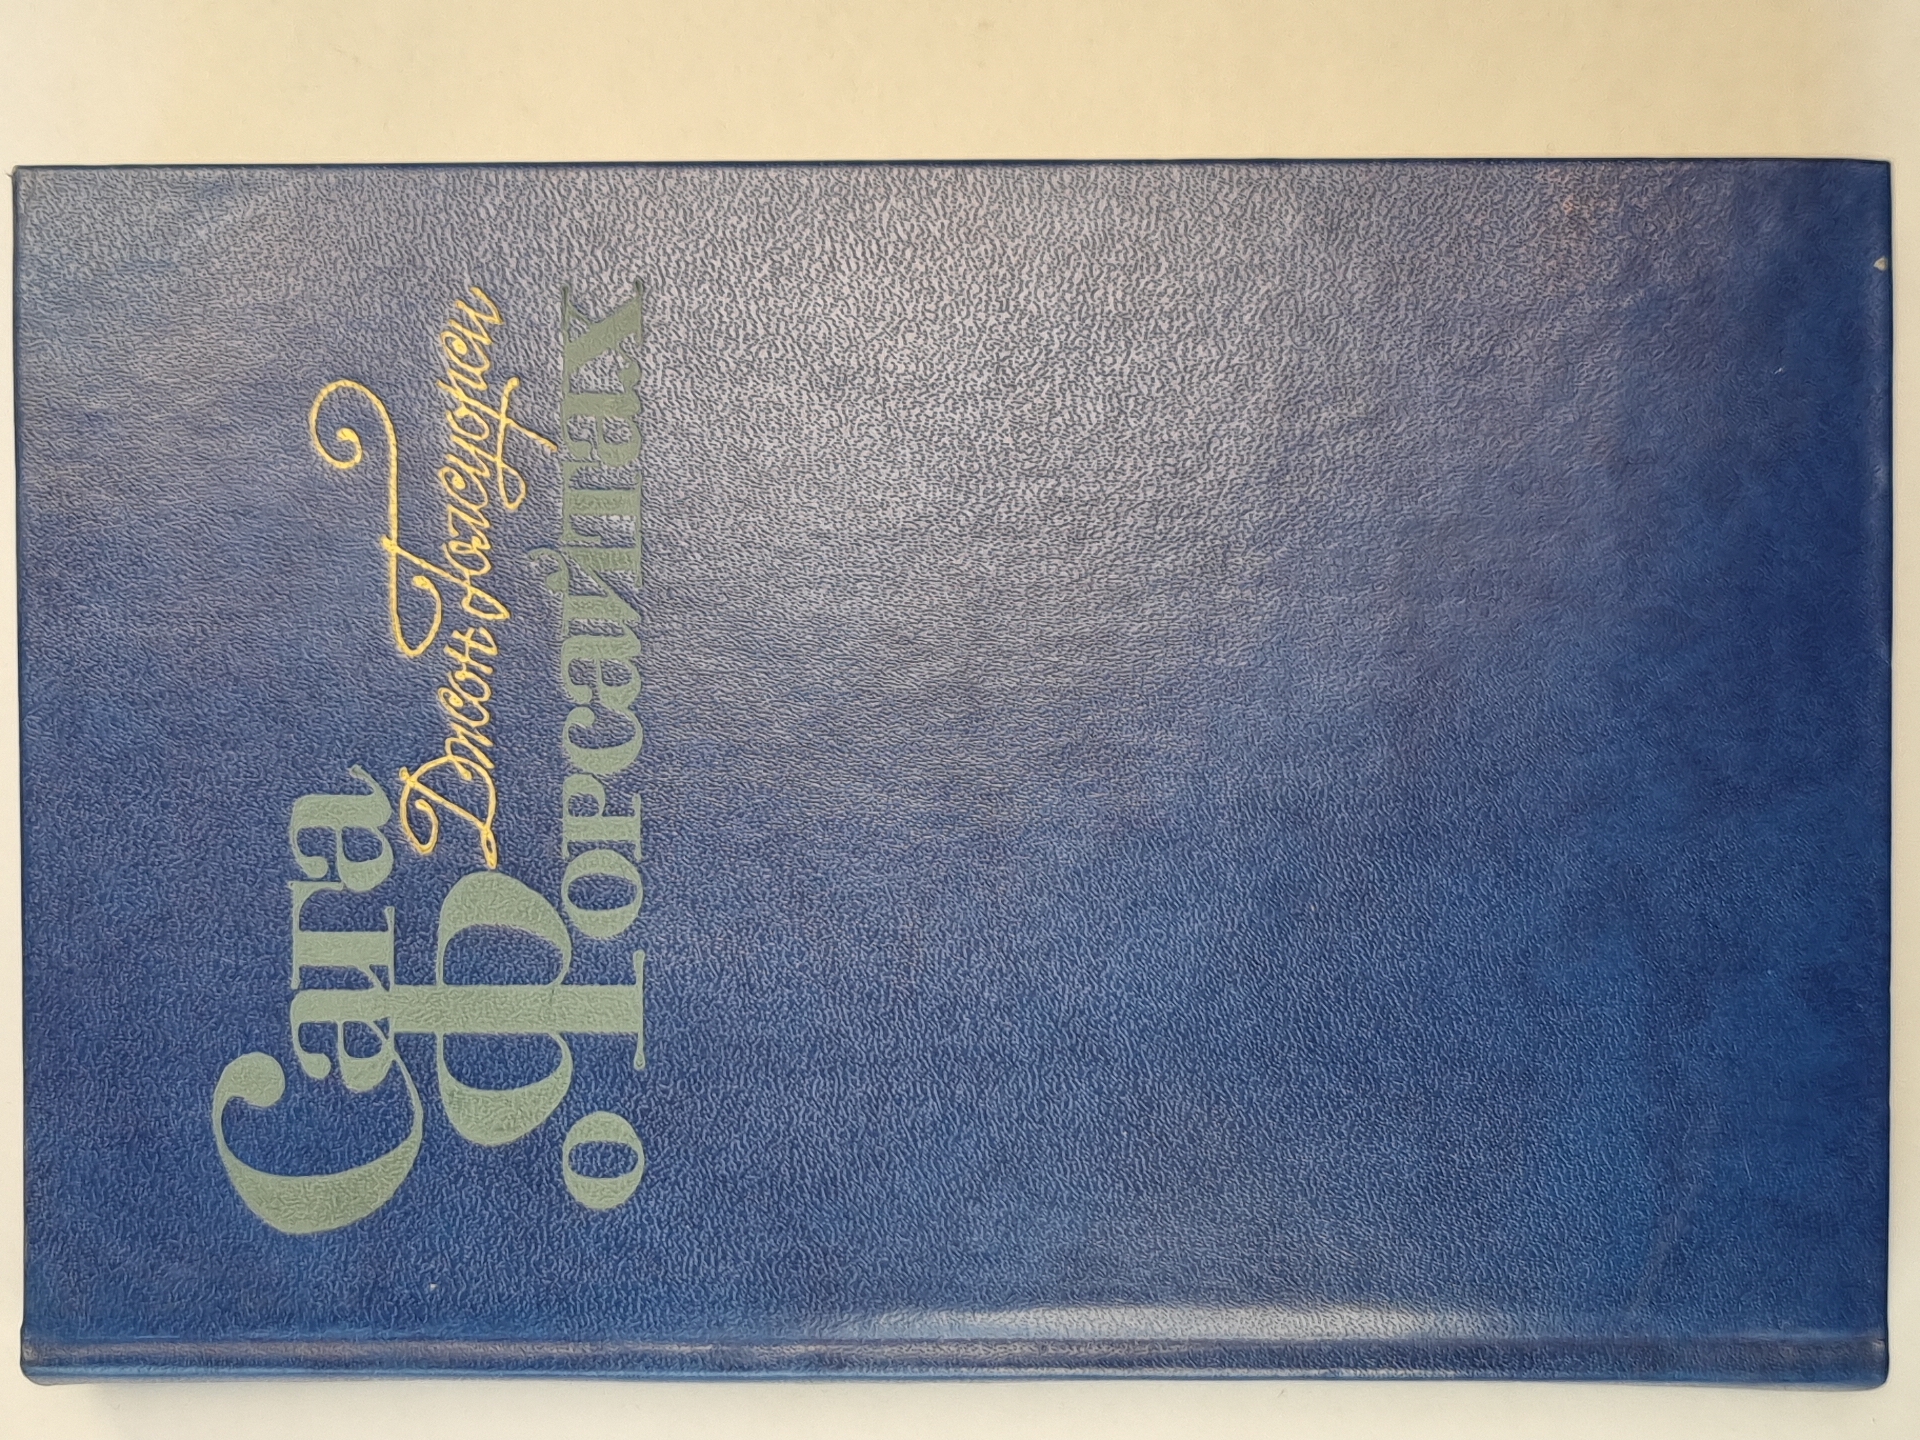 Сага
Джон Голсуорси
о Форсайтах